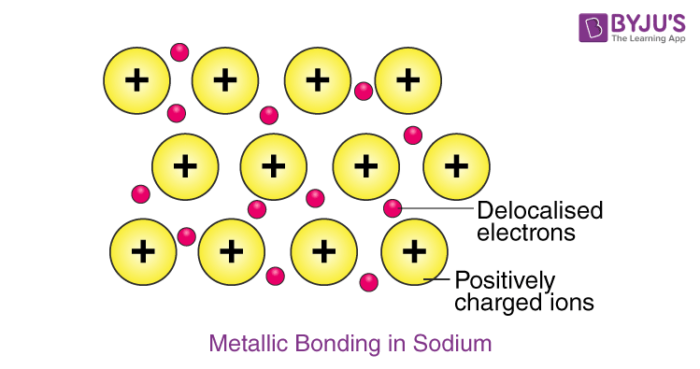 BYJU'S
The Learning App
+ + + +
+ + + +
Delocalised
electrons
+ + + +
Positively
charged ions
Metallic Bonding in Sodium